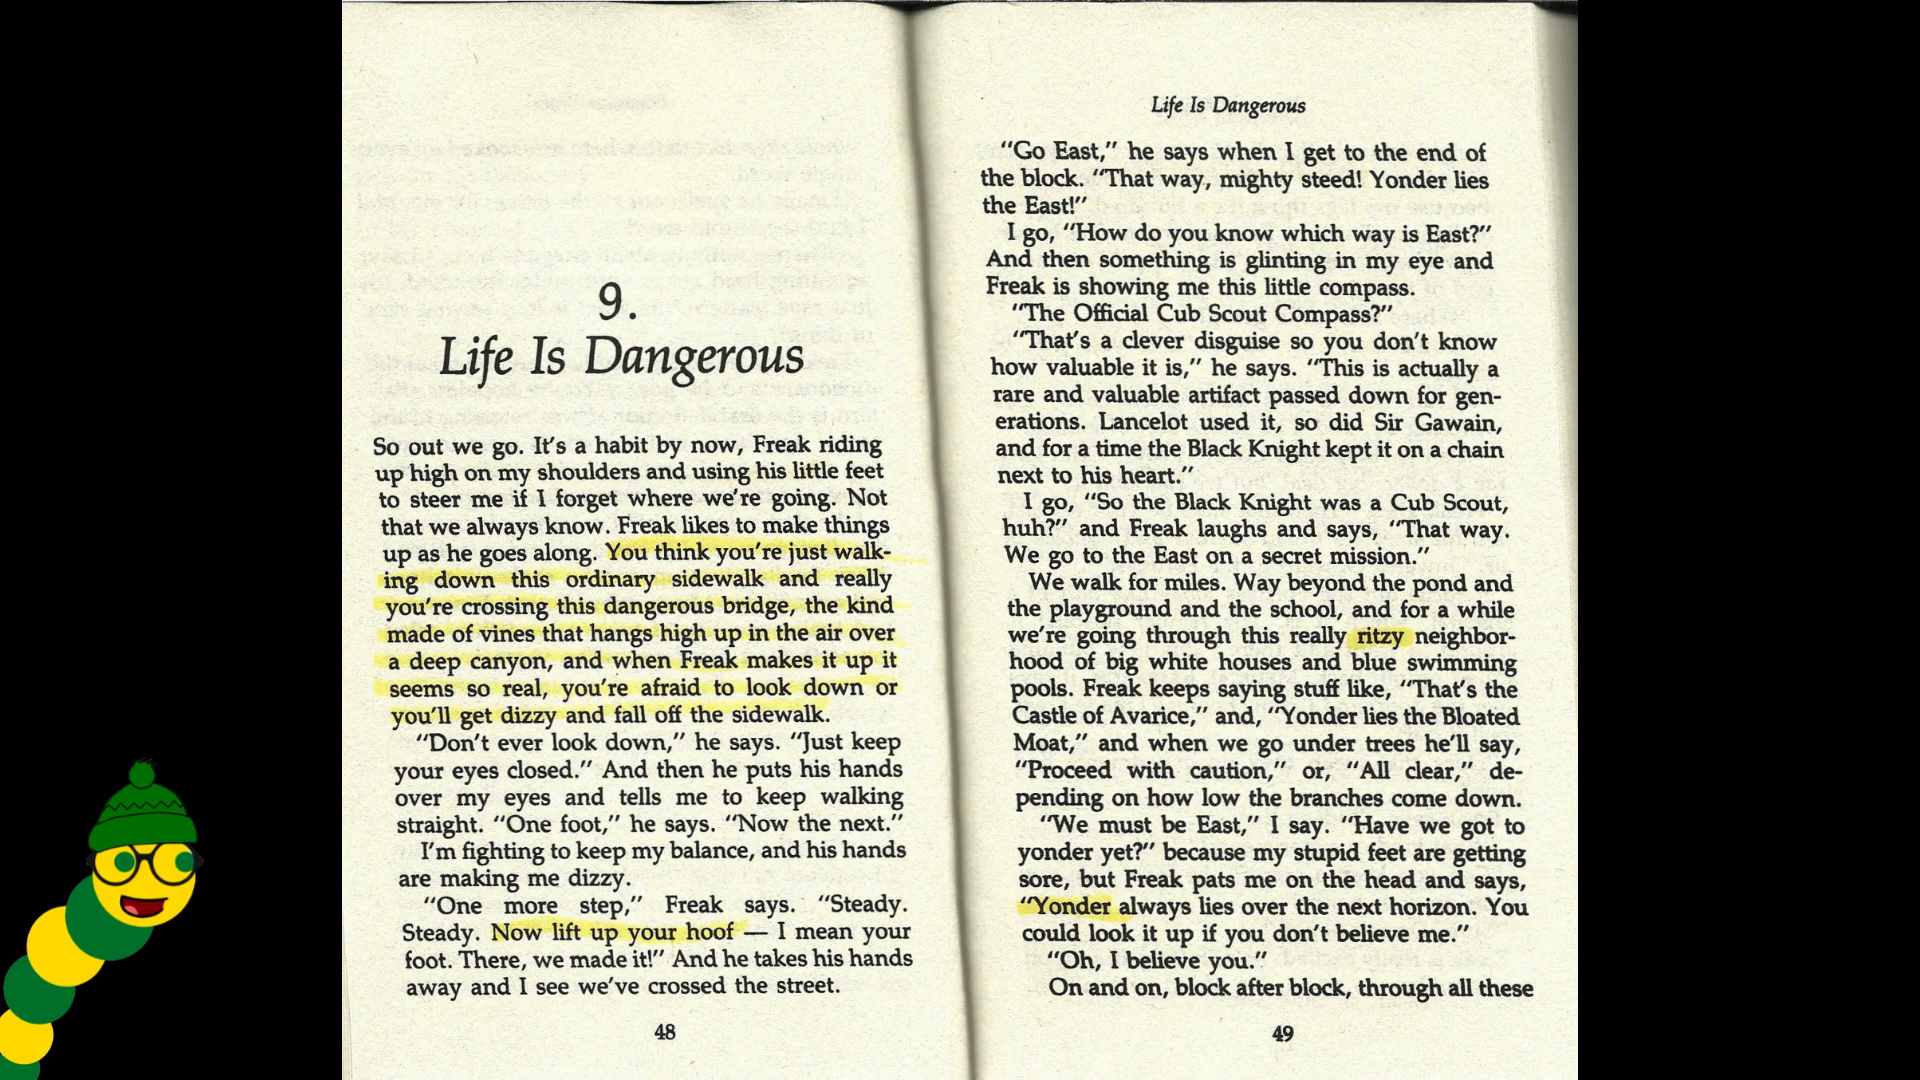 9.
Life Is Dangerous
So out we go. It's a habit by now, Freak riding
up high on my shoulders and using his little feet
to steer me if I forget where we're going. Not
that we always know. Freak likes to make things
up as he goes along. You think you're just walk-
ing down this ordinary sidewalk and really
you're crossing this dangerous bridge, the kind
made of vines that hangs high up in the air over
a deep canyon, and when Freak makes it up it
seems so real, you're afraid to look down or
you'll get dizzy and fall off the sidewalk.
"Don't ever look down," he says. "Just keep
your eyes closed." And then he puts his hands
over my eyes and tells me to keep walking
straight. "One foot," he says. "Now the next."
I'm fighting to keep my balance, and his hands
are making me dizzy.
"One more step," Freak says. "Steady.
Steady. Now lift up your hoof — I mean your
foot. There, we made it!" And he takes his hands
away and I see we've crossed the street.
48
Life Is Dangerous
"Go East," he says when I get to the end of
the block. "That way, mighty steed! Yonder lies
the East!"
I go, "How do you know which way is East?"
And then something is glinting in my eye and
Freak is showing me this little compass.
"The Official Cub Scout Compass?"
"That's a clever disguise so you don't know
how valuable it is," he says. "This is actually a
rare and valuable artifact passed down for gen-
erations. Lancelot used it, so did Sir Gawain,
and for a time the Black Knight kept it on a chain
next to his heart."
I go, "So the Black Knight was a Cub Scout,
huh?" and Freak laughs and says, "That way.
We go to the East on a secret mission."
We walk for miles. Way beyond the pond and
the playground and the school, and for a while
we're going through this really ritzy neighbor-
hood of big white houses and blue swimming
pools. Freak keeps saying stuff like, "That's the
Castle of Avarice," and, "Yonder lies the Bloated
Moat," and when we go under trees he'll say,
"Proceed with caution," or, "All clear," de-
pending on how low the branches come down.
"We must be East," I say. "Have we got to
yonder yet?" because my stupid feet are getting
sore, but Freak pats me on the head and says,
"Yonder always lies over the next horizon. You
could look it up if you don't believe me."
"Oh, I believe you."
On and on, block after block, through all these
49